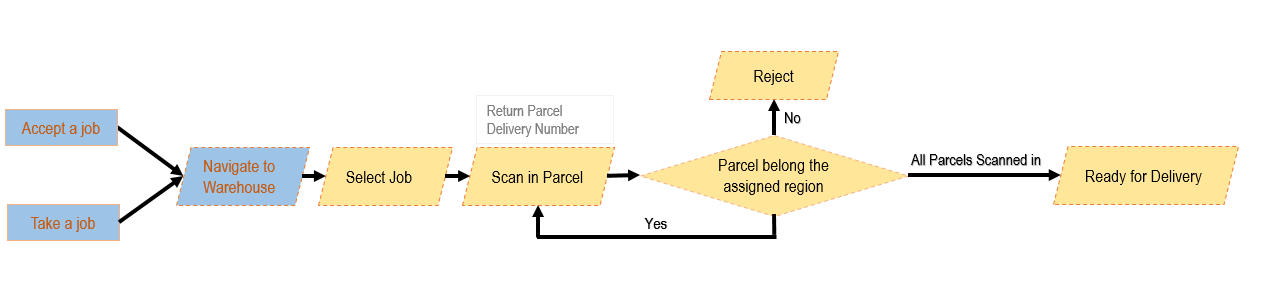 Accept a job
Take a job
Navigate to
Warehouse
Select Job
Return Parcel
Delivery Number
Scan in Parcel
Reject
No
Parcel belong the
assigned region
Yes
All Parcels Scanned in
Ready for Delivery